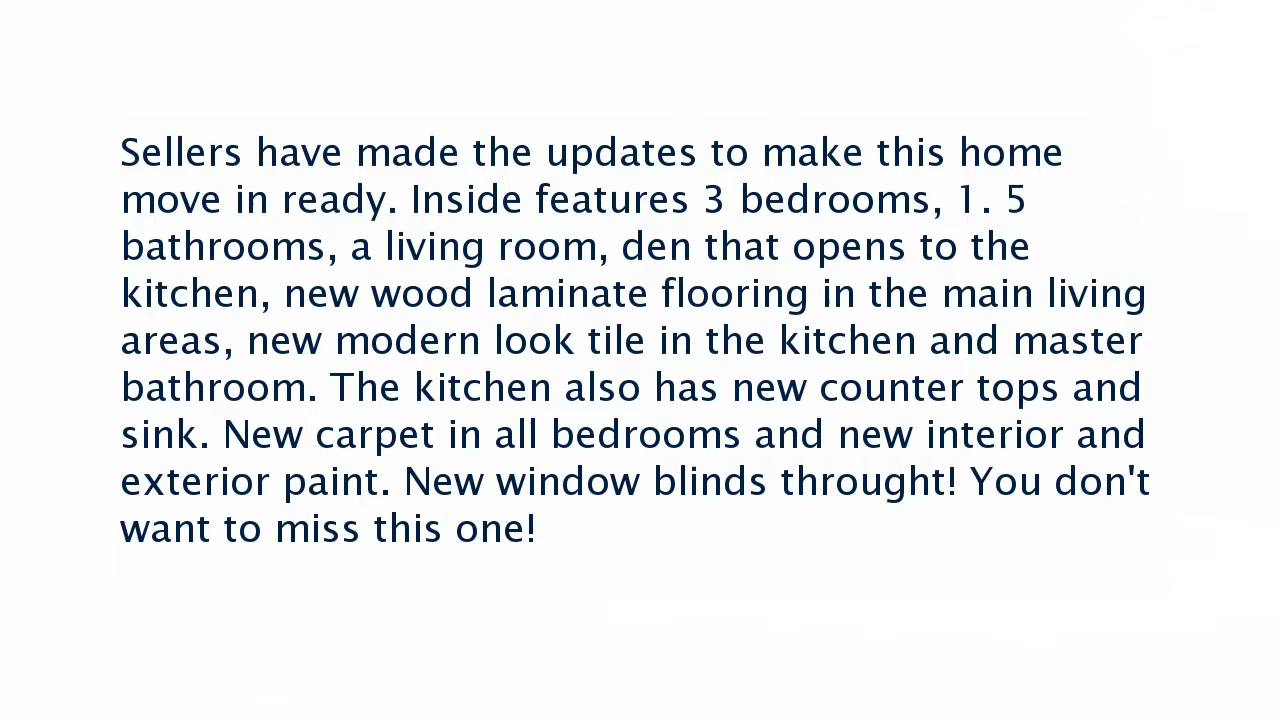 Sellers have made the updates to make this home
move in ready. Inside features 3 bedrooms, 1. 5
bathrooms, a living room, den that opens to the
kitchen, new wood laminate flooring in the main living
areas, new modern look tile in the kitchen and master
bathroom. The kitchen also has new counter tops and
sink. New carpet in all bedrooms and new interior and
exterior paint. New window blinds throught! You don't
want to miss this one!